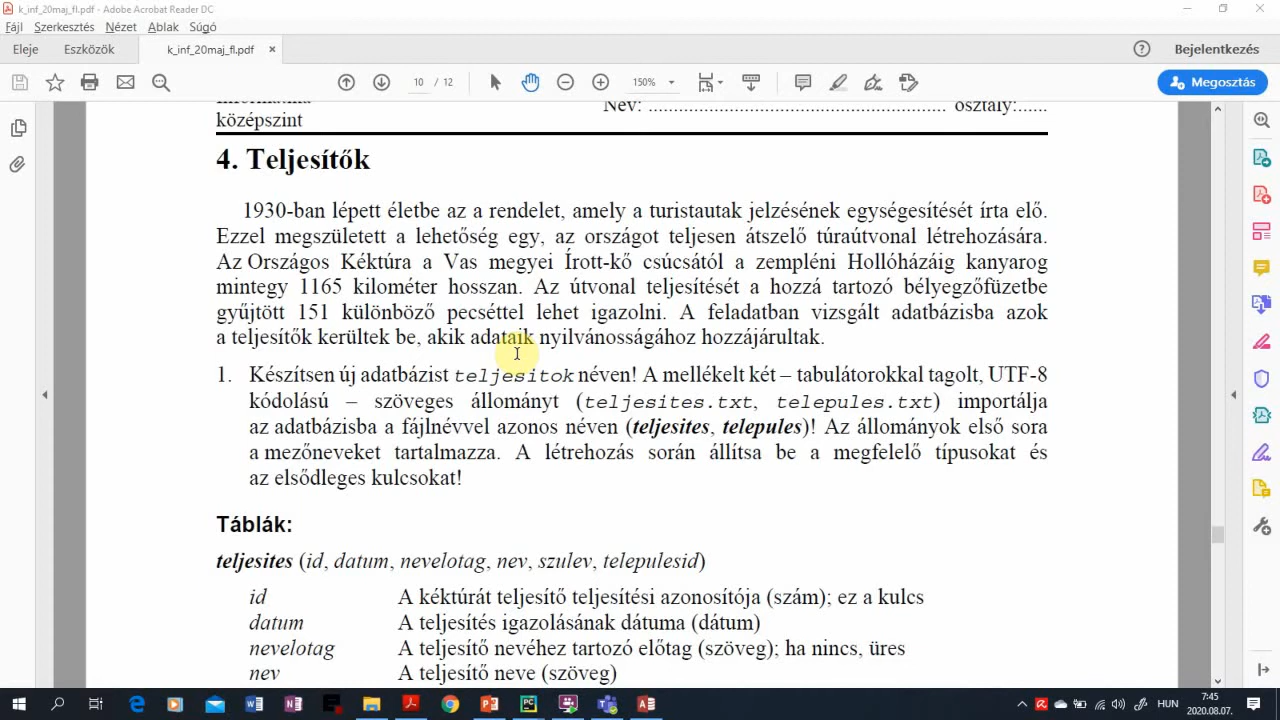 k_inf_20maj_fl.pdf - Adobe Acrobat Reader DC
Fájl Szerkesztés Nézet Ablak Súgó
Eleje Eszközök k_inf_20maj_fl.pdf × Bejelentkezés
10 / 12 150% Megosztás
Informatika
középszint
Név: ........................................................... osztály:......
4. Teljesítők
1930-ban lépett életbe az a rendelet, amely a turistautak jelzésének egységesítését írta elő.
Ezzel megszületett a lehetőség egy, az országot teljesen átszelő túraútvonal létrehozására.
Az Országos Kéktúra a Vas megyei Írott-kő csúcsától a zempléni Hollóházáig kanyarog
mintegy 1165 kilométer hosszan. Az útvonal teljesítését a hozzá tartozó bélyegzőfüzetbe
gyűjtött 151 különböző pecséttel lehet igazolni. A feladatban vizsgált adatbázisba azok
a teljesítők kerültek be, akik adataik nyilvánosságához hozzájárultak.
1. Készítsen új adatbázist teljesitok néven! A mellékelt két – tabulátorokkal tagolt, UTF-8
kódolású – szöveges állományt (teljesites.txt, telepules.txt) importálja
az adatbázisba a fájlnévvel azonos néven (teljesites, telepules)! Az állományok első sora
a mezőneveket tartalmazza. A létrehozás során állítsa be a megfelelő típusokat és
az elsődleges kulcsokat!
Táblák:
teljesites (id, datum, nevelotag, nev, szulev, telepulesid)
id A kéktúrát teljesítő teljesítési azonosítója (szám); ez a kulcs
datum A teljesítés igazolásának dátuma (dátum)
nevelotag A teljesítő nevéhez tartozó előtag (szöveg); ha nincs, üres
nev A teljesítő neve (szöveg)
HUN 7:45
2020.08.07.